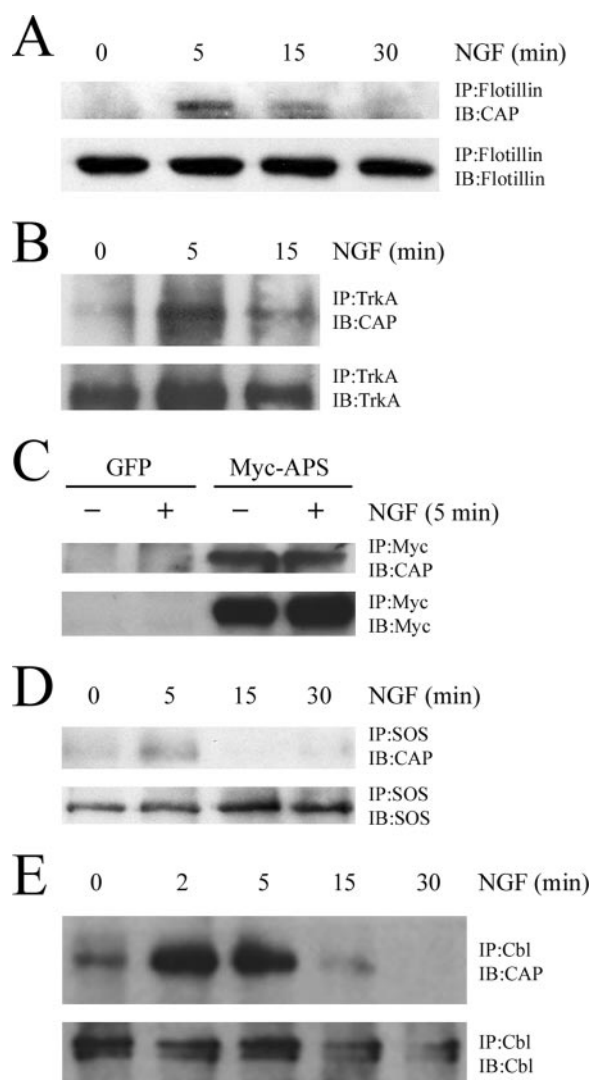 A
0 5 15 30 NGF (min)
IP:Flotillin
IB:CAP
IP:Flotillin
IB:Flotillin
B
0 5 15 NGF (min)
IP:TrkA
IB:CAP
IP:TrkA
IB:TrkA
C
GFP Myc-APS
− + − + NGF (5 min)
IP:Myc
IB:CAP
IP:Myc
IB:Myc
D
0 5 15 30 NGF (min)
IP:SOS
IB:CAP
IP:SOS
IB:SOS
E
0 2 5 15 30 NGF (min)
IP:Cbl
IB:CAP
IP:Cbl
IB:Cbl